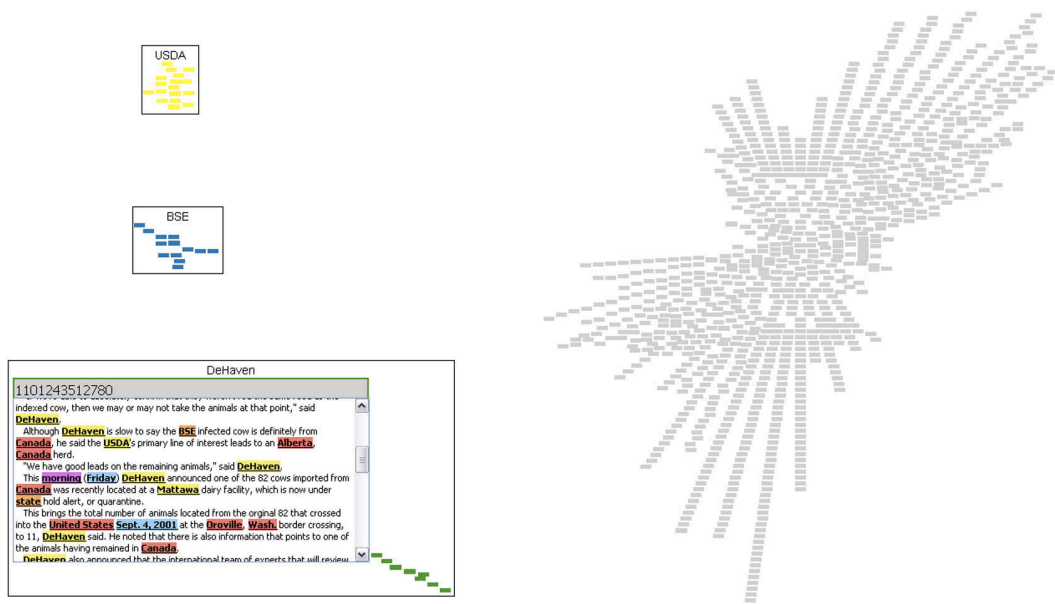 USDA
BSE
DeHaven
1101243512780
indexed cow, then we may or may not take the animals at that point," said
DeHaven.
Although DeHaven is slow to say the BSE infected cow is definitely from
Canada, he said the USDA's primary line of interest leads to an Alberta,
Canada herd.
"We have good leads on the remaining animals," said DeHaven.
This morning (Friday) DeHaven announced one of the 82 cows imported from
Canada was recently located at a Mattawa dairy facility, which is now under
state hold alert, or quarantine.
This brings the total number of animals located from the orginal 82 that crossed
into the United States Sept. 4, 2001 at the Oroville, Wash. border crossing,
to 11, DeHaven said. He noted that there is also information that points to one of
the animals having remained in Canada.
DeHaven also announced that the international team of experts that will review